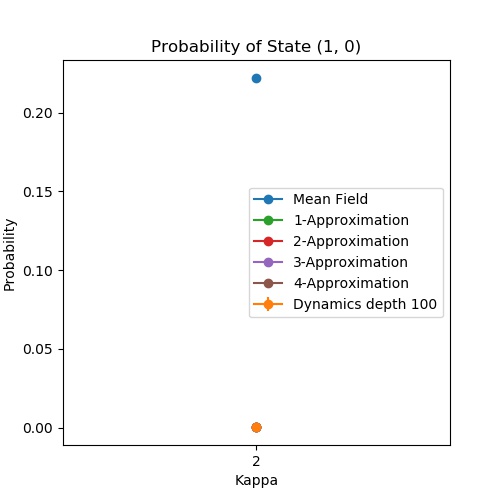 Probability of State (1, 0)
Probability
0.20
0.15
0.10
0.05
0.00
Mean Field
1-Approximation
2-Approximation
3-Approximation
4-Approximation
Dynamics depth 100
2
Kappa